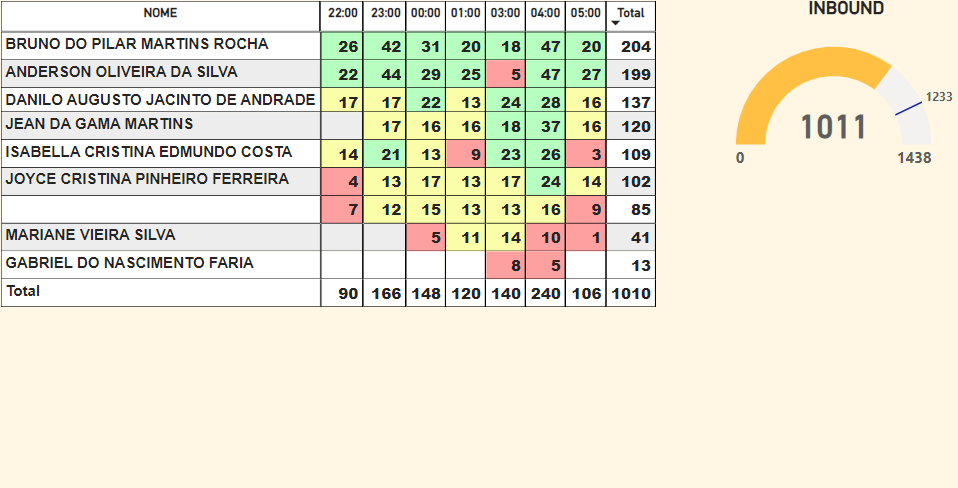 NOME 22:00 23:00 00:00 01:00 03:00 04:00 05:00 Total
BRUNO DO PILAR MARTINS ROCHA 26 42 31 20 18 47 20 204
ANDERSON OLIVEIRA DA SILVA 22 44 29 25 5 47 27 199
DANILO AUGUSTO JACINTO DE ANDRADE 17 17 22 13 24 28 16 137
JEAN DA GAMA MARTINS 17 16 16 18 37 16 120
ISABELLA CRISTINA EDMUNDO COSTA 14 21 13 9 23 26 3 109
JOYCE CRISTINA PINHEIRO FERREIRA 4 13 17 13 17 24 14 102
7 12 15 13 13 16 9 85
MARIANE VIEIRA SILVA 5 11 14 10 1 41
GABRIEL DO NASCIMENTO FARIA 8 5 13
Total 90 166 148 120 140 240 106 1010
INBOUND
1233
1011
0 1438